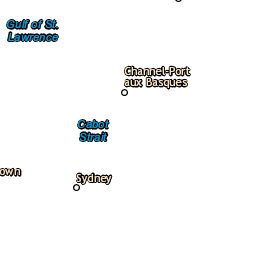 Gulf of St.
Lawrence
Channel-Port
aux Basques
Cabot
Strait
own
Sydney